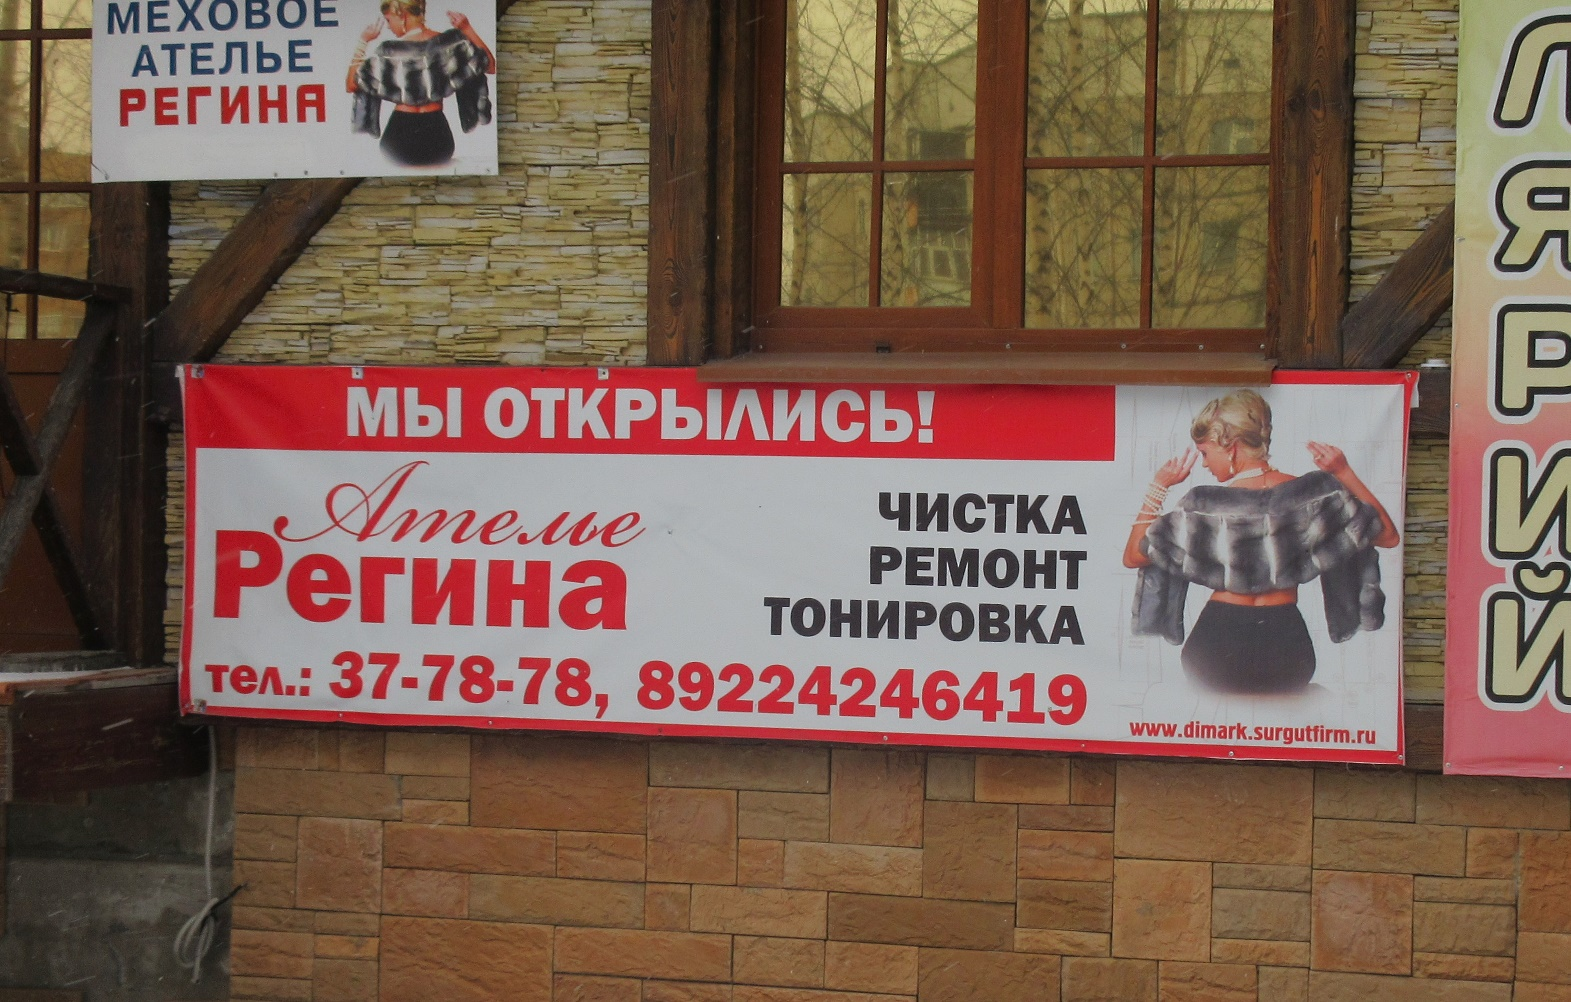 МЕХОВОЕ
АТЕЛЬЕ
РЕГИНА
МЫ ОТКРЫЛИСЬ!
Ателье
Регина
ЧИСТКА
РЕМОНТ
ТОНИРОВКА
тел.: 37-78-78, 89224246419
www.dimark.surgutfirm.ru
Л
Я
Р
И
Й